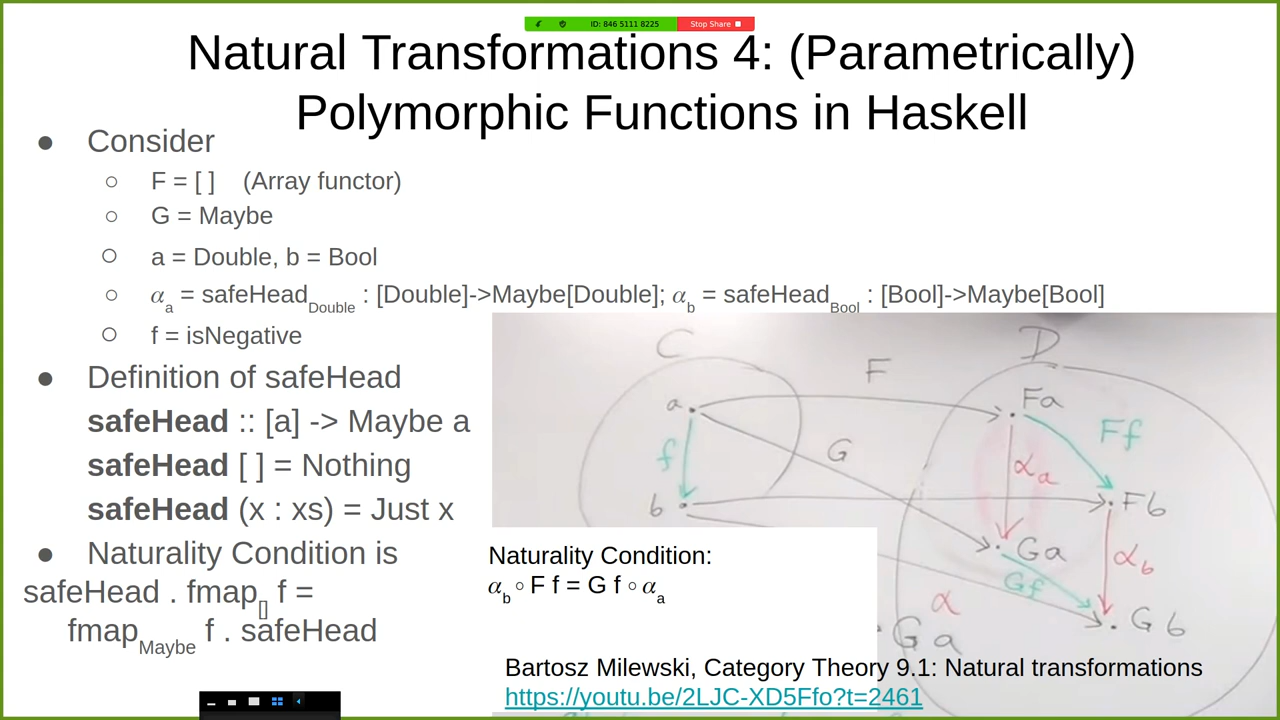 ID: 846 5111 8225 Stop Share
Natural Transformations 4: (Parametrically)
Polymorphic Functions in Haskell
● Consider
○ F = [ ] (Array functor)
○ G = Maybe
○ a = Double, b = Bool
○ αa = safeHeadDouble : [Double]->Maybe[Double]; αb = safeHeadBool : [Bool]->Maybe[Bool]
○ f = isNegative
● Definition of safeHead
safeHead :: [a] -> Maybe a
safeHead [ ] = Nothing
safeHead (x : xs) = Just x
● Naturality Condition is
safeHead . fmap[] f =
fmapMaybe f . safeHead
C D
F
a Fa
Ff
f G αa
b Fb
Ga αb
Gf
α
Gb
Ga
Naturality Condition:
αb ○ F f = G f ○ αa
Bartosz Milewski, Category Theory 9.1: Natural transformations
https://youtu.be/2LJC-XD5Ffo?t=2461